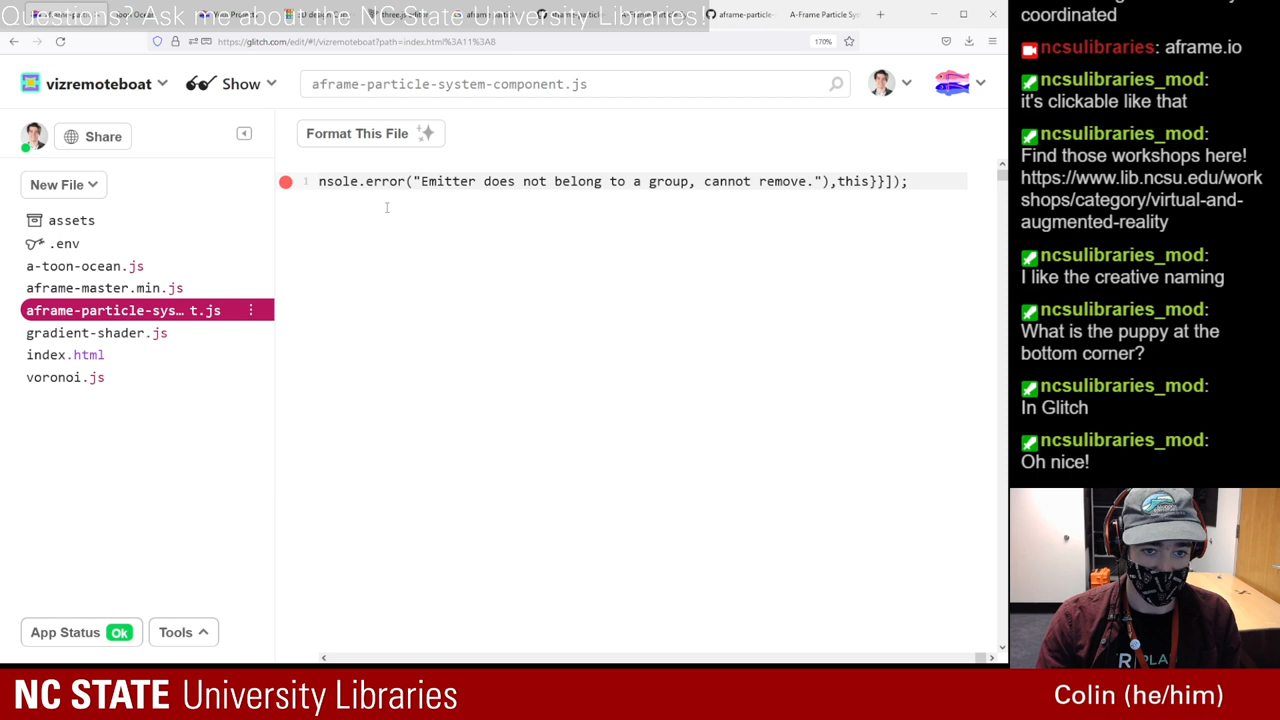 Questions? Ask me about the NC State University Libraries!
A-Frame Particle Sys
https://glitch.com/edit/#!/vizremoteboat?path=index.html%3A11%3A8
170%
vizremoteboat
Show
aframe-particle-system-component.js
Share
Format This File
New File
1 nsole.error("Emitter does not belong to a group, cannot remove."),this}}]);
assets
.env
a-toon-ocean.js
aframe-master.min.js
aframe-particle-sys… t.js
gradient-shader.js
index.html
voronoi.js
App Status Ok
Tools
coordinated
ncsulibraries: aframe.io
ncsulibraries_mod:
it's clickable like that
ncsulibraries_mod:
Find those workshops here!
https://www.lib.ncsu.edu/work
shops/category/virtual-and-
augmented-reality
ncsulibraries_mod:
I like the creative naming
ncsulibraries_mod:
What is the puppy at the
bottom corner?
ncsulibraries_mod:
In Glitch
ncsulibraries_mod:
Oh nice!
NC STATE University Libraries
Colin (he/him)